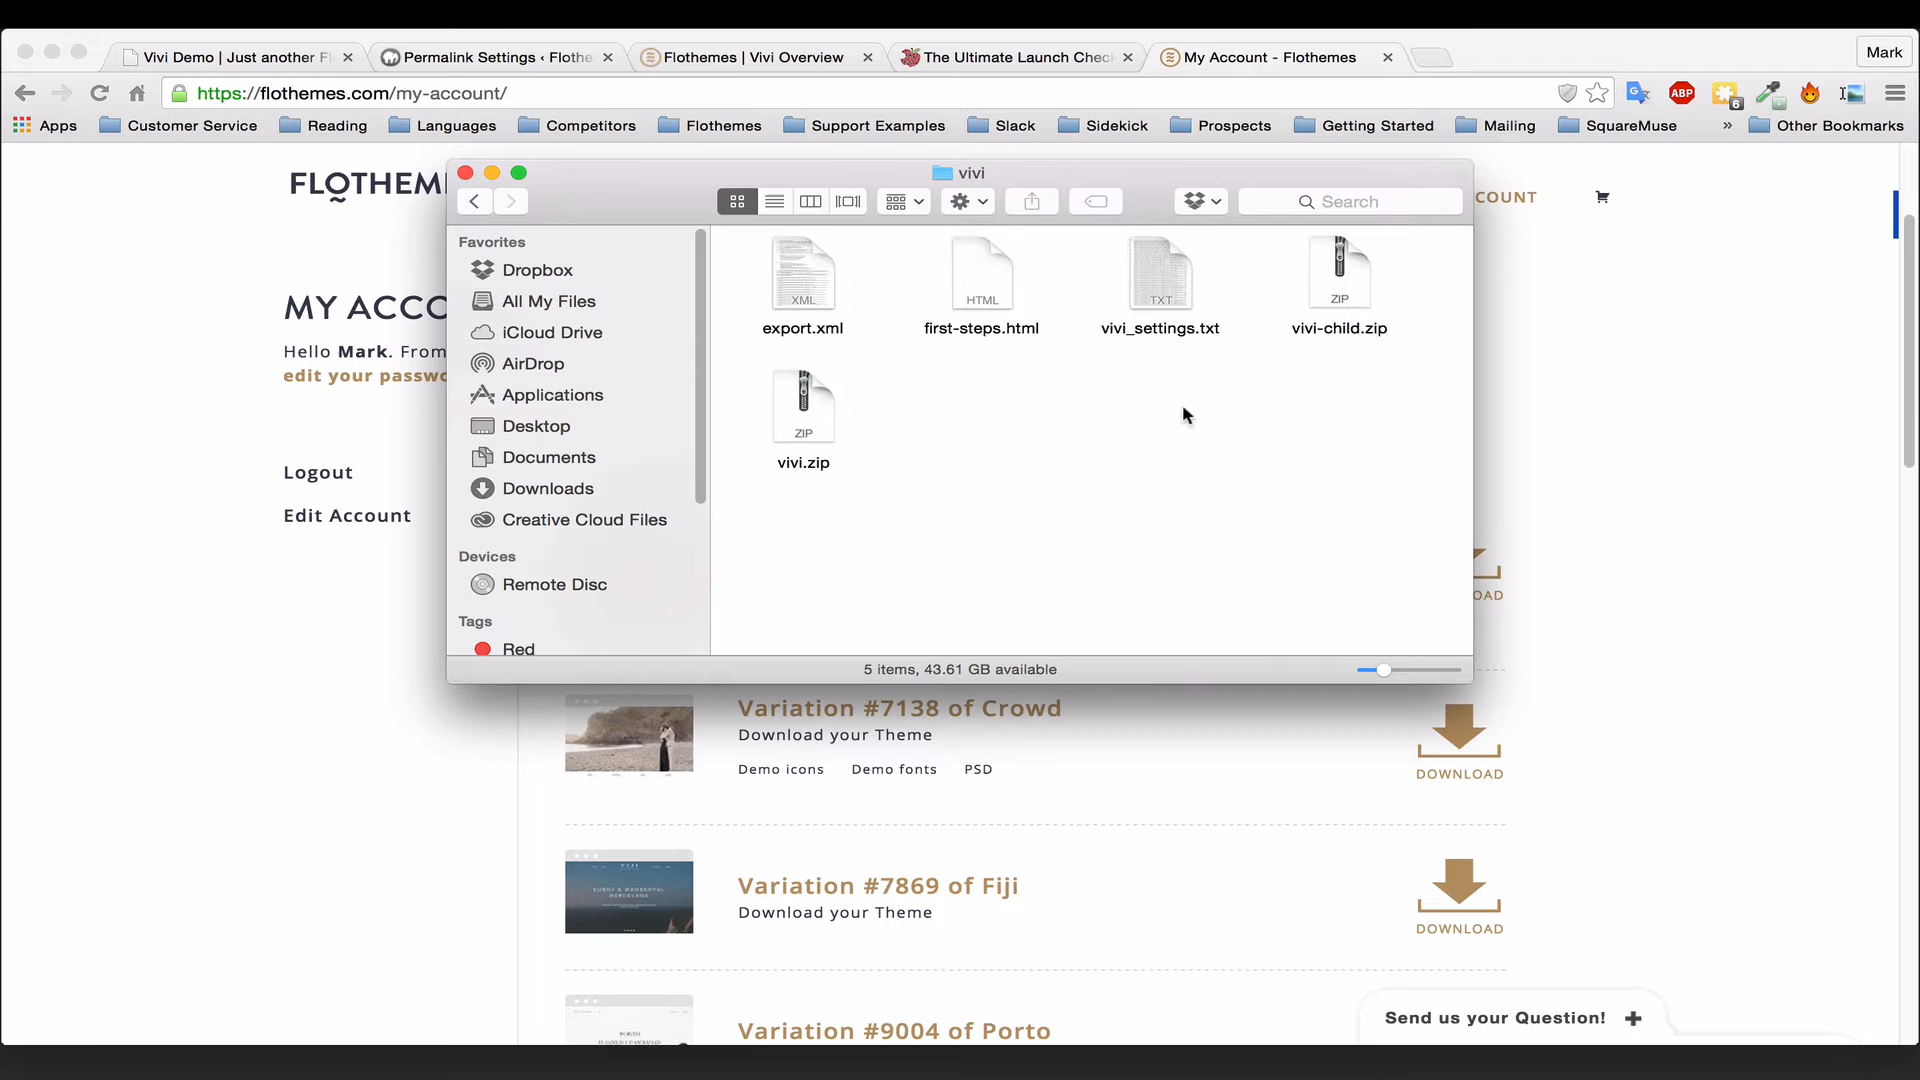 Vivi Demo | Just another Fl
Permalink Settings ‹ Flothe
Flothemes | Vivi Overview
The Ultimate Launch Chec
My Account - Flothemes
Mark
https://flothemes.com/my-account/
ABP
6
Apps
Customer Service
Reading
Languages
Competitors
Flothemes
Support Examples
Slack
Sidekick
Prospects
Getting Started
Mailing
SquareMuse
»
Other Bookmarks
FLOTHEM
COUNT
vivi
Search
Favorites
Dropbox
All My Files
iCloud Drive
AirDrop
Applications
Desktop
Documents
Downloads
Creative Cloud Files
Devices
Remote Disc
Tags
Red
XML
export.xml
HTML
first-steps.html
TXT
vivi_settings.txt
ZIP
vivi-child.zip
ZIP
vivi.zip
5 items, 43.61 GB available
MY ACCO
Hello Mark. From
edit your passwo
Logout
Edit Account
OAD
Variation #7138 of Crowd
Download your Theme
Demo icons Demo fonts PSD
DOWNLOAD
Variation #7869 of Fiji
Download your Theme
DOWNLOAD
Variation #9004 of Porto
PORTO
Send us your Question! +